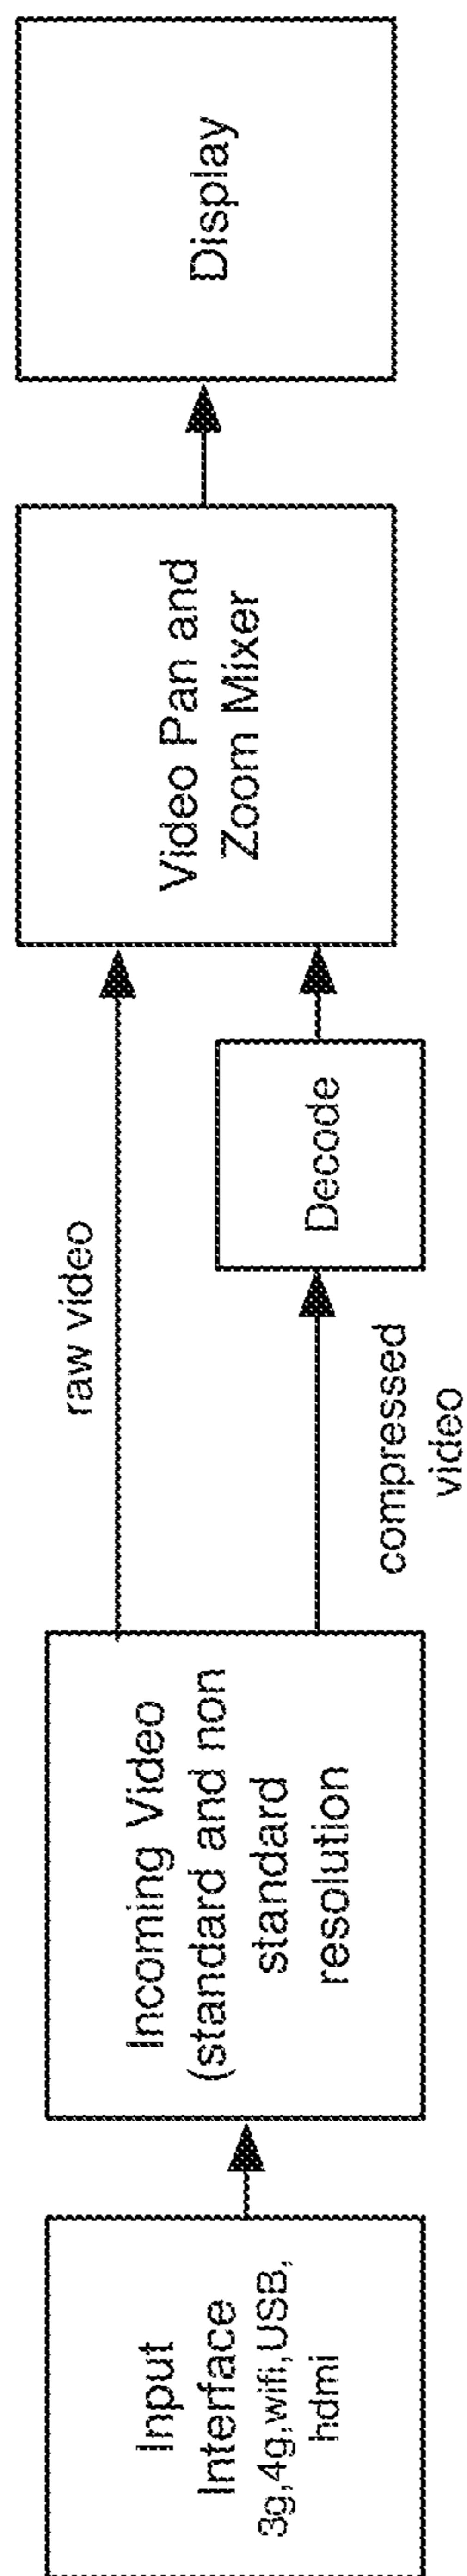 Input
Interface
3g,4g,wifi,USB,
hdmi
Incoming Video
(standard and non
standard
resolution
raw video
compressed
video
Decode
Video Pan and
Zoom Mixer
Display